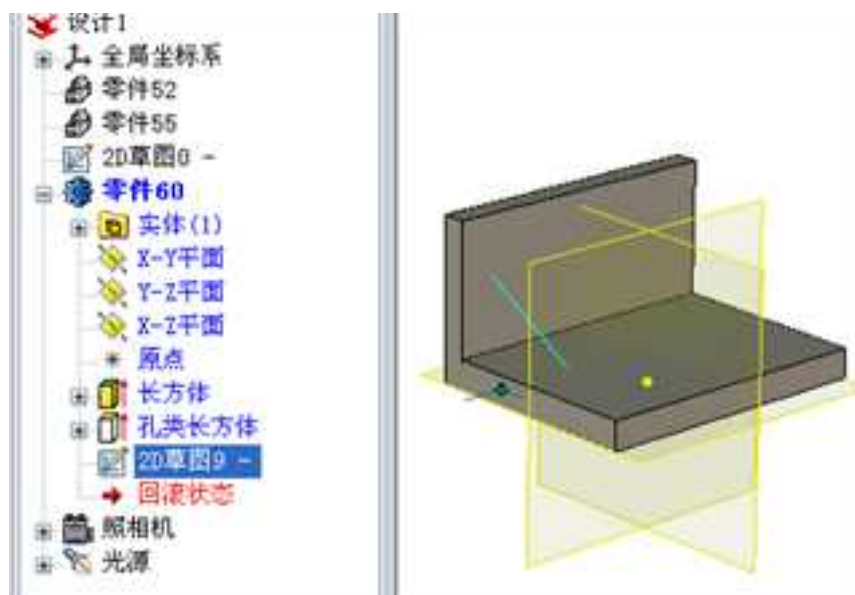 设计1
全局坐标系
零件52
零件55
2D草图0 -
零件60
实体(1)
X-Y平面
Y-Z平面
X-Z平面
原点
长方体
孔类长方体
2D草图9 -
回滚状态
照相机
光源